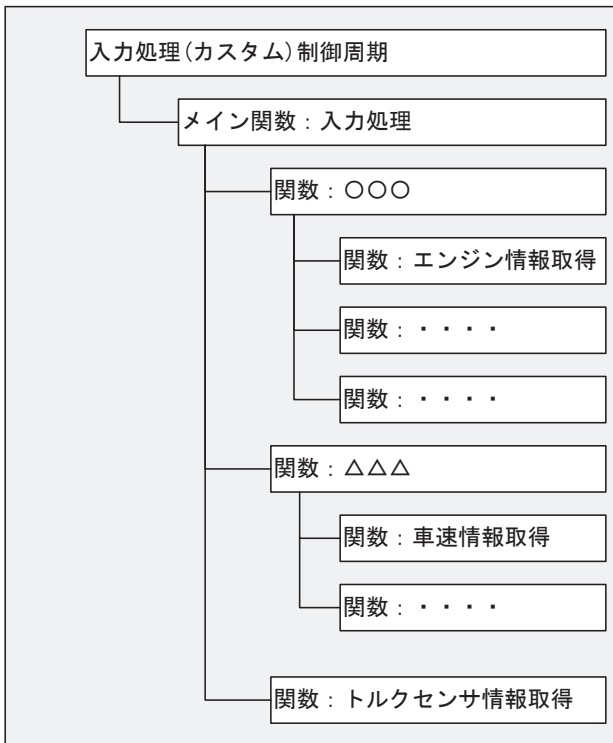 入力処理(カスタム)制御周期
メイン関数：入力処理
関数：○○○
関数：エンジン情報取得
関数：・・・・
関数：・・・・
関数：△△△
関数：車速情報取得
関数：・・・・
関数：トルクセンサ情報取得